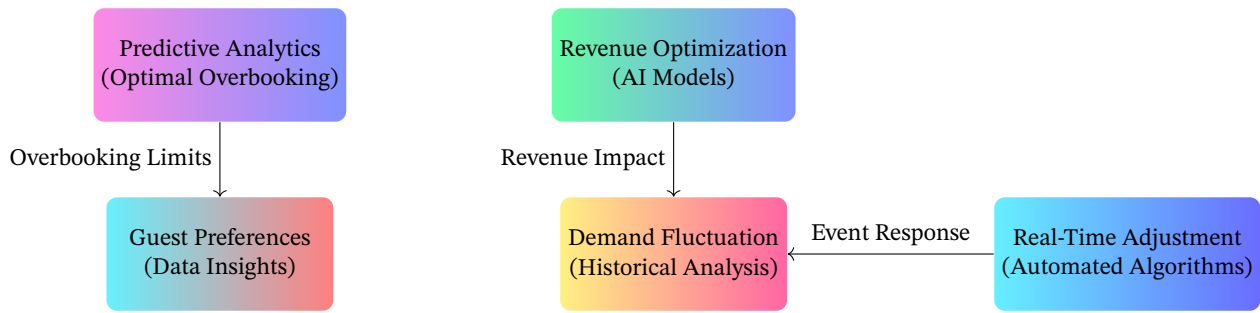 Predictive Analytics
(Optimal Overbooking)
Revenue Optimization
(AI Models)
Overbooking Limits
Revenue Impact
Guest Preferences
(Data Insights)
Demand Fluctuation
(Historical Analysis)
Event Response
Real-Time Adjustment
(Automated Algorithms)